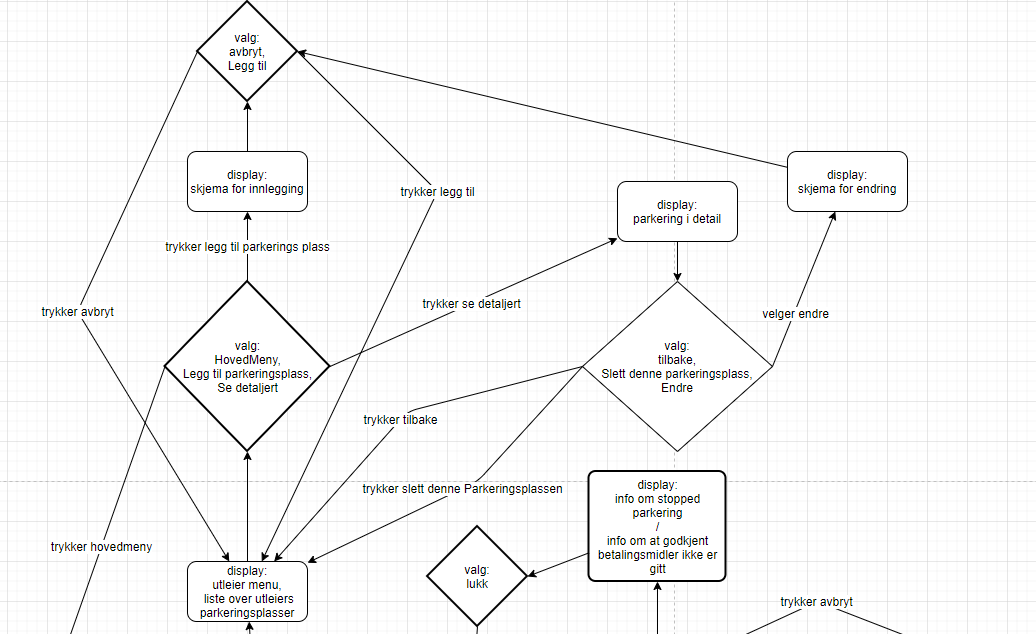 valg:
avbryt,
Legg til
display:
skjema for innlegging
trykker legg til
display:
parkering i detail
display:
skjema for endring
trykker legg til parkerings plass
trykker se detaljert
trykker avbryt
velger endre
valg:
HovedMeny,
Legg til parkeringsplass,
Se detaljert
valg:
tilbake,
Slett denne parkeringsplass,
Endre
trykker tilbake
trykker slett denne Parkeringsplassen
display:
info om stopped
parkering
/
info om at godkjent
betalingsmidler ikke er
gitt
trykker hovedmeny
display:
utleier menu,
liste over utleiers
parkeringsplasser
valg:
lukk
trykker avbryt